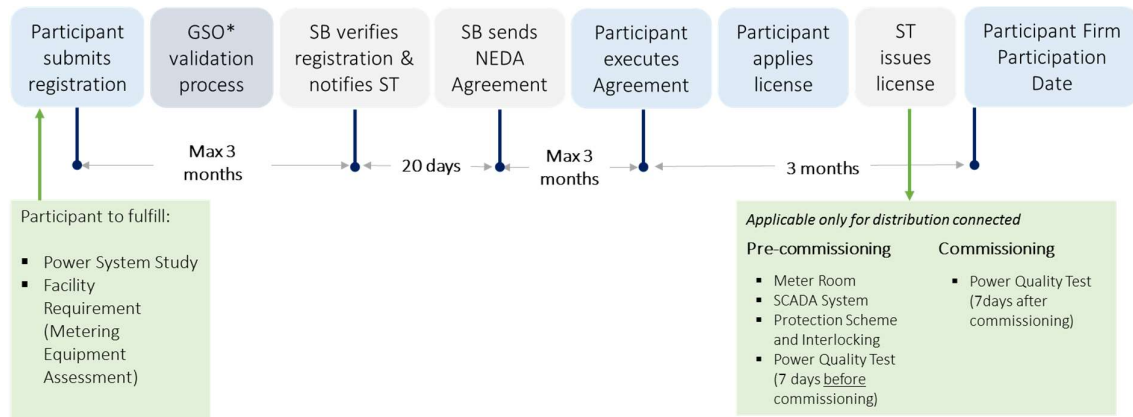 Participant
submits
registration
GSO*
validation
process
SB verifies
registration &
notifies ST
SB sends
NEDA
Agreement
Participant
executes
Agreement
Participant
applies
license
ST
issues
license
Participant Firm
Participation
Date
Max 3
months
20 days
Max 3
months
3 months
Participant to fulfill:
▪ Power System Study
▪ Facility
Requirement
(Metering
Equipment
Assessment)
Applicable only for distribution connected
Pre-commissioning
▪ Meter Room
▪ SCADA System
▪ Protection Scheme
and Interlocking
▪ Power Quality Test
(7 days before
commissioning)
Commissioning
▪ Power Quality Test
(7days after
commissioning)